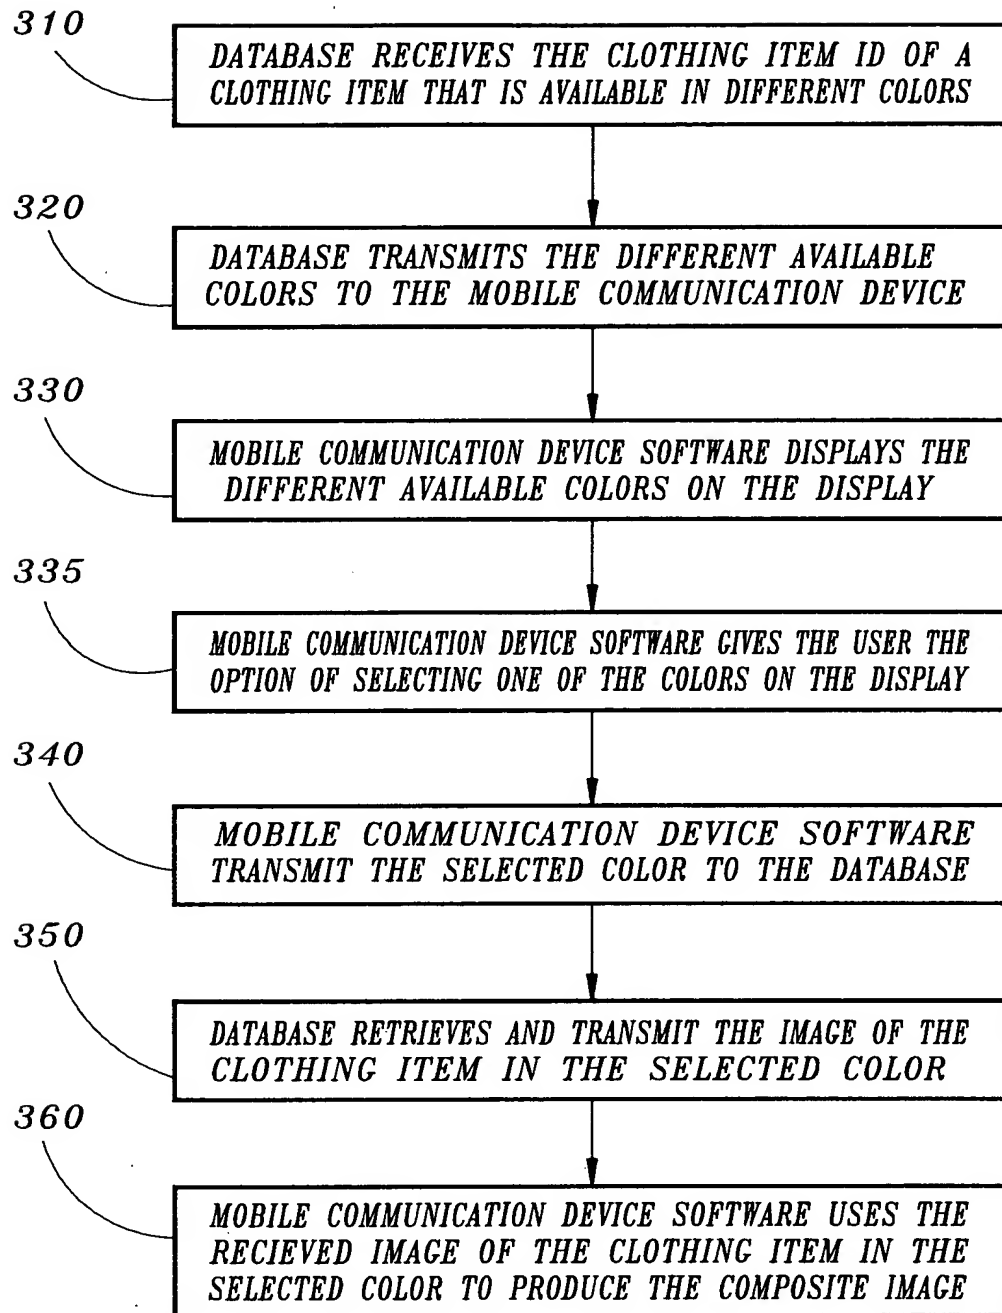 310
DATABASE RECEIVES THE CLOTHING ITEM ID OF A
CLOTHING ITEM THAT IS AVAILABLE IN DIFFERENT COLORS
320
DATABASE TRANSMITS THE DIFFERENT AVAILABLE
COLORS TO THE MOBILE COMMUNICATION DEVICE
330
MOBILE COMMUNICATION DEVICE SOFTWARE DISPLAYS THE
DIFFERENT AVAILABLE COLORS ON THE DISPLAY
335
MOBILE COMMUNICATION DEVICE SOFTWARE GIVES THE USER THE
OPTION OF SELECTING ONE OF THE COLORS ON THE DISPLAY
340
MOBILE COMMUNICATION DEVICE SOFTWARE
TRANSMIT THE SELECTED COLOR TO THE DATABASE
350
DATABASE RETRIEVES AND TRANSMIT THE IMAGE OF THE
CLOTHING ITEM IN THE SELECTED COLOR
360
MOBILE COMMUNICATION DEVICE SOFTWARE USES THE
RECIEVED IMAGE OF THE CLOTHING ITEM IN THE
SELECTED COLOR TO PRODUCE THE COMPOSITE IMAGE